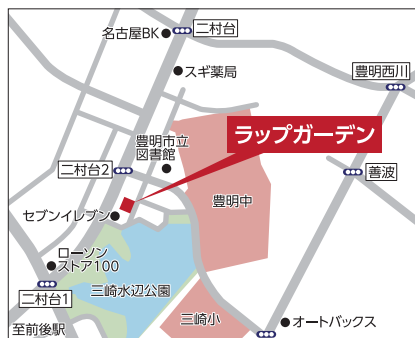 名古屋BK
二村台
スギ薬局
豊明西川
ラップガーデン
豊明市立
図書館
二村台2
善波
豊明中
セブンイレブン
ローソン
ストア100
三崎水辺公園
二村台1
三崎小
オートバックス
至前後駅